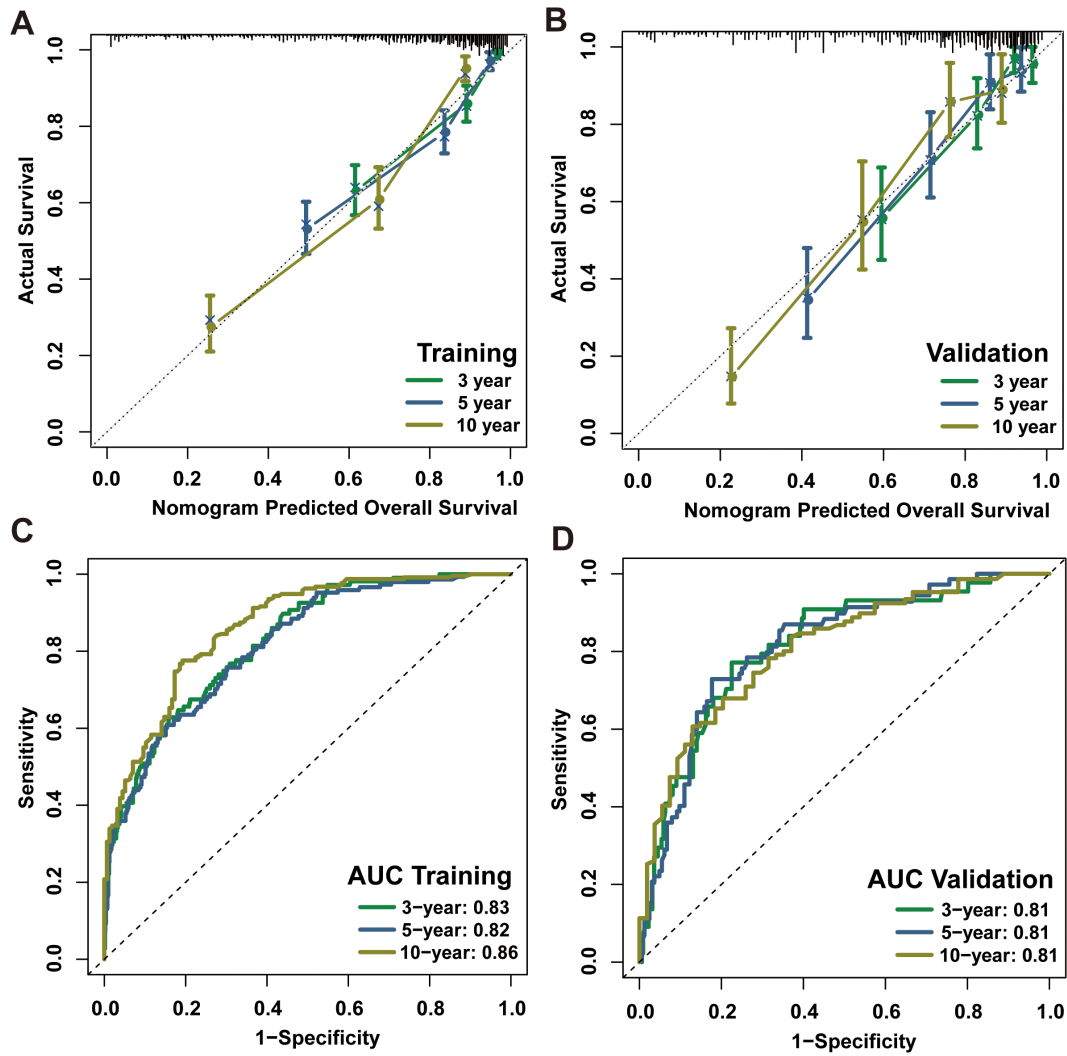 A
1.0
0.8
0.6
0.4
0.2
0.0
Actual Survival
Training
3 year
5 year
10 year
0.0 0.2 0.4 0.6 0.8 1.0
Nomogram Predicted Overall Survival
B
1.0
0.8
0.6
0.4
0.2
0.0
Actual Survival
Validation
3 year
5 year
10 year
0.0 0.2 0.4 0.6 0.8 1.0
Nomogram Predicted Overall Survival
C
1.0
0.8
0.6
0.4
0.2
0.0
Sensitivity
AUC Training
3−year: 0.83
5−year: 0.82
10−year: 0.86
0.0 0.2 0.4 0.6 0.8 1.0
1−Specificity
D
1.0
0.8
0.6
0.4
0.2
0.0
Sensitivity
AUC Validation
3−year: 0.81
5−year: 0.81
10−year: 0.81
0.0 0.2 0.4 0.6 0.8 1.0
1−Specificity